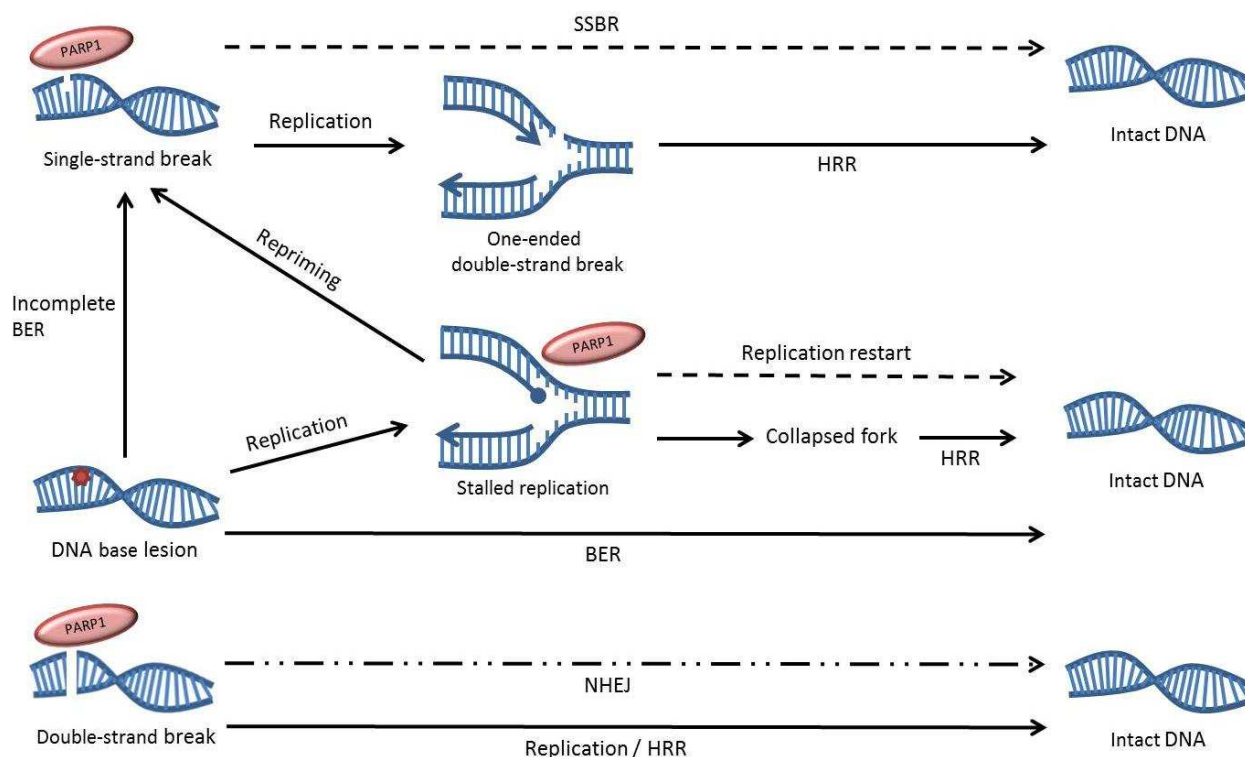 PARP1
SSBR
Single-strand break
Replication
HRR
Intact DNA
One-ended
double-strand break
Repriming
Incomplete
BER
PARP1
Replication restart
Replication
Collapsed fork
HRR
Stalled replication
Intact DNA
DNA base lesion
BER
PARP1
NHEJ
Double-strand break
Replication / HRR
Intact DNA